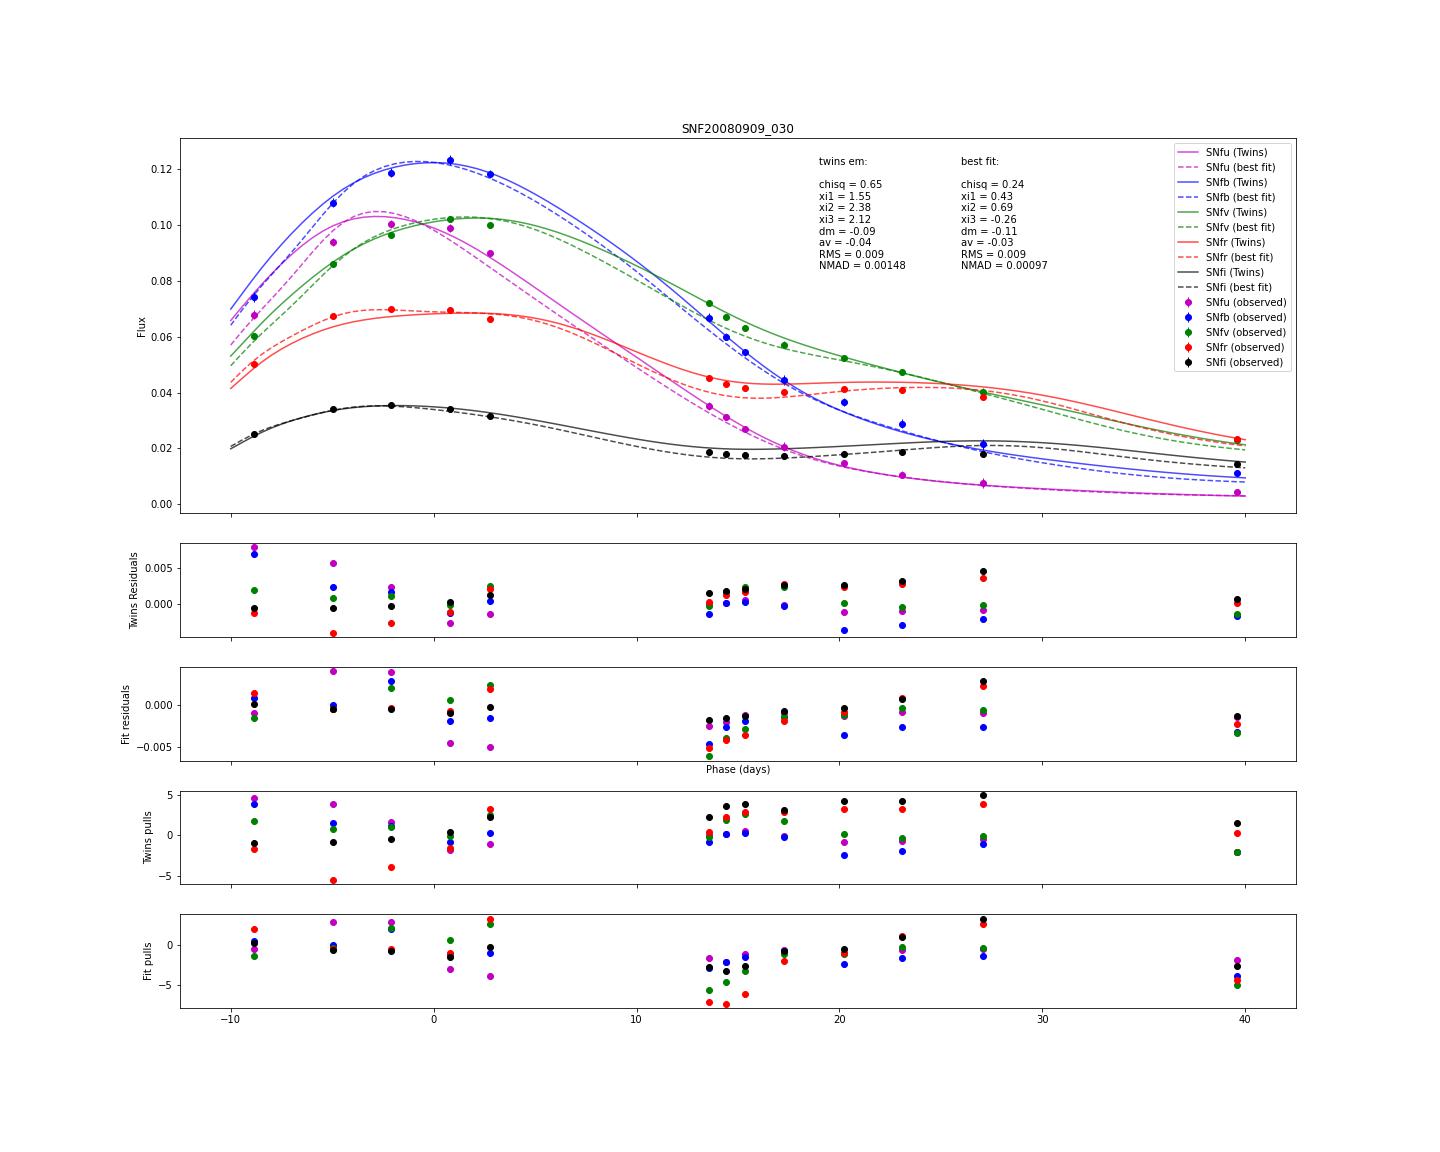 SNF20080909_030
Flux
0.12
0.10
0.08
0.06
0.04
0.02
0.00
twins em:
chisq = 0.65
xi1 = 1.55
xi2 = 2.38
xi3 = 2.12
dm = -0.09
av = -0.04
RMS = 0.009
NMAD = 0.00148
best fit:
chisq = 0.24
xi1 = 0.43
xi2 = 0.69
xi3 = -0.26
dm = -0.11
av = -0.03
RMS = 0.009
NMAD = 0.00097
SNfu (Twins)
SNfu (best fit)
SNfb (Twins)
SNfb (best fit)
SNfv (Twins)
SNfv (best fit)
SNfr (Twins)
SNfr (best fit)
SNfi (Twins)
SNfi (best fit)
SNfu (observed)
SNfb (observed)
SNfv (observed)
SNfr (observed)
SNfi (observed)
Twins Residuals
0.005
0.000
Fit residuals
0.000
−0.005
Phase (days)
Twins pulls
5
0
−5
Fit pulls
0
−5
−10 0 10 20 30 40